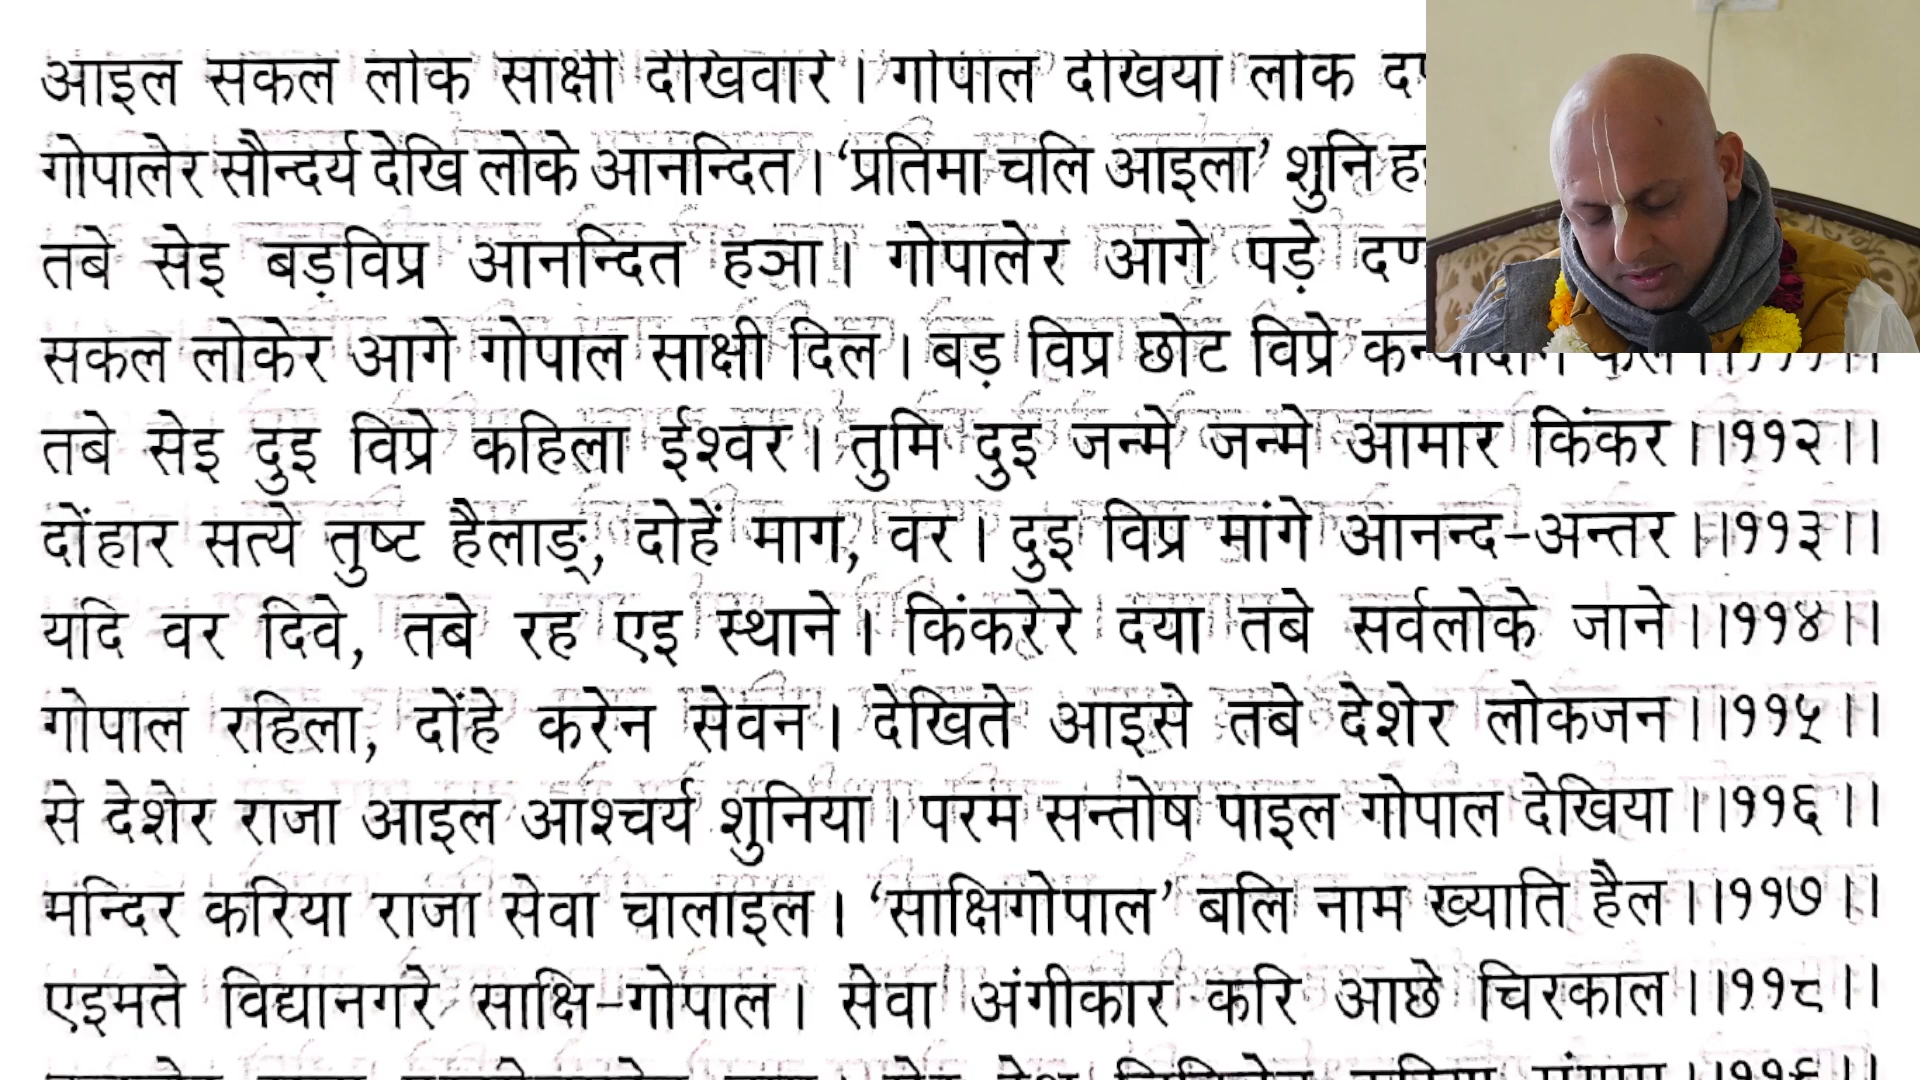 आइल सकल लोक साक्षी देखिवारे। गोपाल देखिया लोक
गोपालेर सौन्दर्य देखि लोके आनन्दित। ‘प्रतिमा चलि आइला’ शुनि
तबे सेइ बड़विप्र आनन्दित हञा। गोपालेर आगे पड़े
सकल लोकेर आगे गोपाल साक्षी दिल। बड़ विप्र छोट विप्रे
तबे सेइ दुइ विप्रे कहिला ईश्वर। तुमि दुइ जन्मे जन्मे आमार किंकर।।११२।।
दोंहार सत्ये तुष्ट हैलाङ्, दोहें माग, वर। दुइ विप्र मांगे आनन्द-अन्तर।।११३।।
यदि वर दिवे, तबे रह एइ स्थाने। किंकरेरे दया तबे सर्वलोके जाने।।११४।।
गोपाल रहिला, दोंहे करेन सेवन। देखिते आइसे तबे देशेर लोकजन।।११५।।
से देशेर राजा आइल आश्चर्य शुनिया। परम सन्तोष पाइल गोपाल देखिया।।११६।।
मन्दिर करिया राजा सेवा चालाइल। ‘साक्षिगोपाल’ बलि नाम ख्याति हैल।।११७।।
एइमते विद्यानगरे साक्षि-गोपाल। सेवा अंगीकार करि आछे चिरकाल।।११८।।